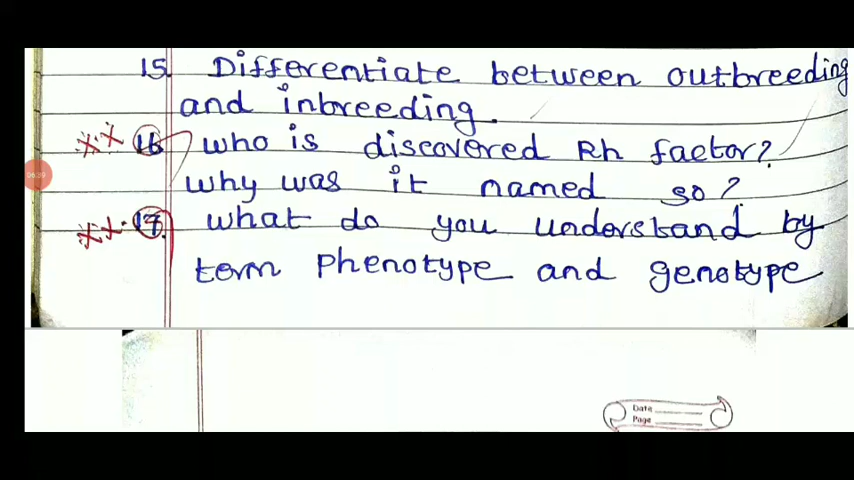 15. Differentiate between outbreeding
and inbreeding.
16 who is discovered Rh factor?
why was it named so?
17. what do you understand by
term phenotype and genotype
Date
Page